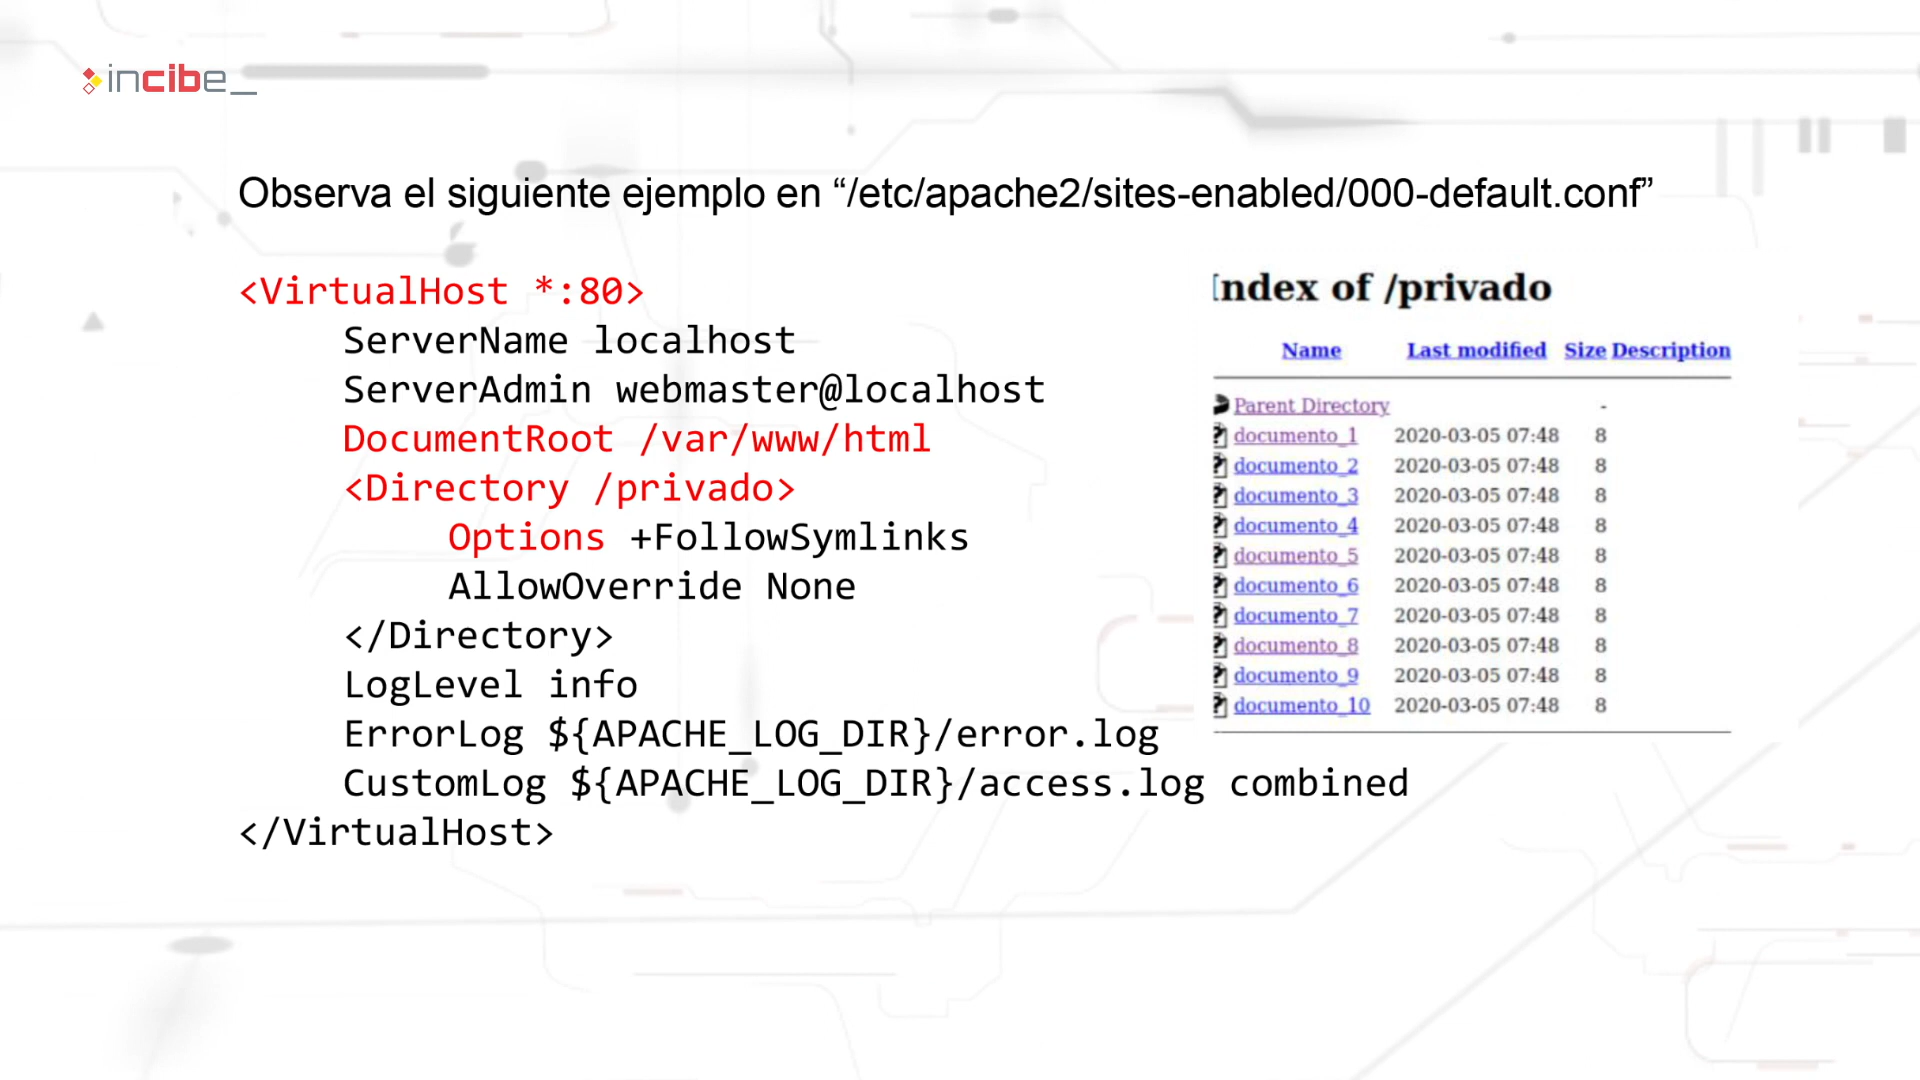 incibe_
Observa el siguiente ejemplo en “/etc/apache2/sites-enabled/000-default.conf”
<VirtualHost *:80>
ServerName localhost
ServerAdmin webmaster@localhost
DocumentRoot /var/www/html
<Directory /privado>
Options +FollowSymlinks
AllowOverride None
</Directory>
LogLevel info
ErrorLog ${APACHE_LOG_DIR}/error.log
CustomLog ${APACHE_LOG_DIR}/access.log combined
</VirtualHost>
Index of /privado
Name Last modified Size Description
Parent Directory -
documento_1 2020-03-05 07:48 8
documento_2 2020-03-05 07:48 8
documento_3 2020-03-05 07:48 8
documento_4 2020-03-05 07:48 8
documento_5 2020-03-05 07:48 8
documento_6 2020-03-05 07:48 8
documento_7 2020-03-05 07:48 8
documento_8 2020-03-05 07:48 8
documento_9 2020-03-05 07:48 8
documento_10 2020-03-05 07:48 8